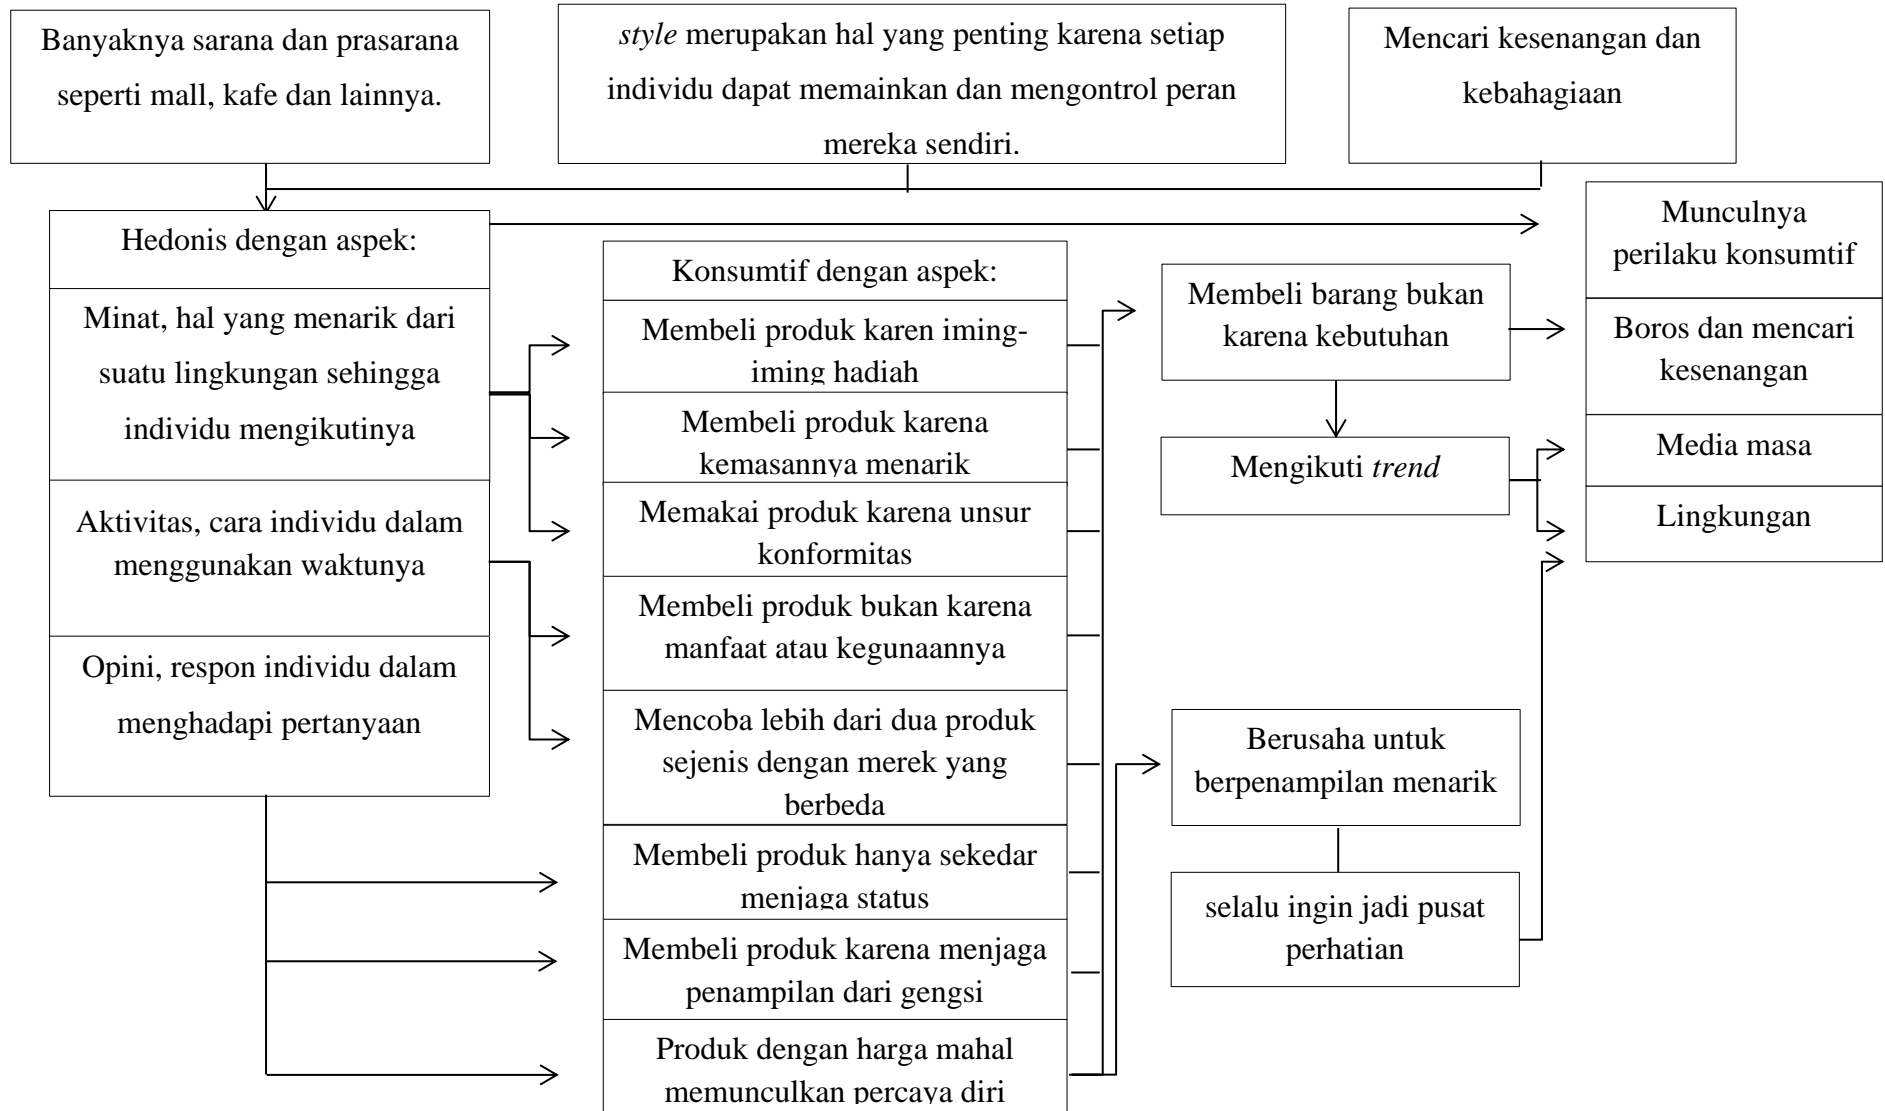 Banyaknya sarana dan prasarana
seperti mall, kafe dan lainnya.
style merupakan hal yang penting karena setiap
individu dapat memainkan dan mengontrol peran
mereka sendiri.
Mencari kesenangan dan
kebahagiaan
Hedonis dengan aspek:
Minat, hal yang menarik dari
suatu lingkungan sehingga
individu mengikutinya
Aktivitas, cara individu dalam
menggunakan waktunya
Opini, respon individu dalam
menghadapi pertanyaan
Konsumtif dengan aspek:
Membeli produk karen iming-
iming hadiah
Membeli produk karena
kemasannya menarik
Memakai produk karena unsur
konformitas
Membeli produk bukan karena
manfaat atau kegunaannya
Mencoba lebih dari dua produk
sejenis dengan merek yang
berbeda
Membeli produk hanya sekedar
menjaga status
Membeli produk karena menjaga
penampilan dari gengsi
Produk dengan harga mahal
memunculkan percaya diri
Membeli barang bukan
karena kebutuhan
Mengikuti trend
Berusaha untuk
berpenampilan menarik
selalu ingin jadi pusat
perhatian
Munculnya
perilaku konsumtif
Boros dan mencari
kesenangan
Media masa
Lingkungan